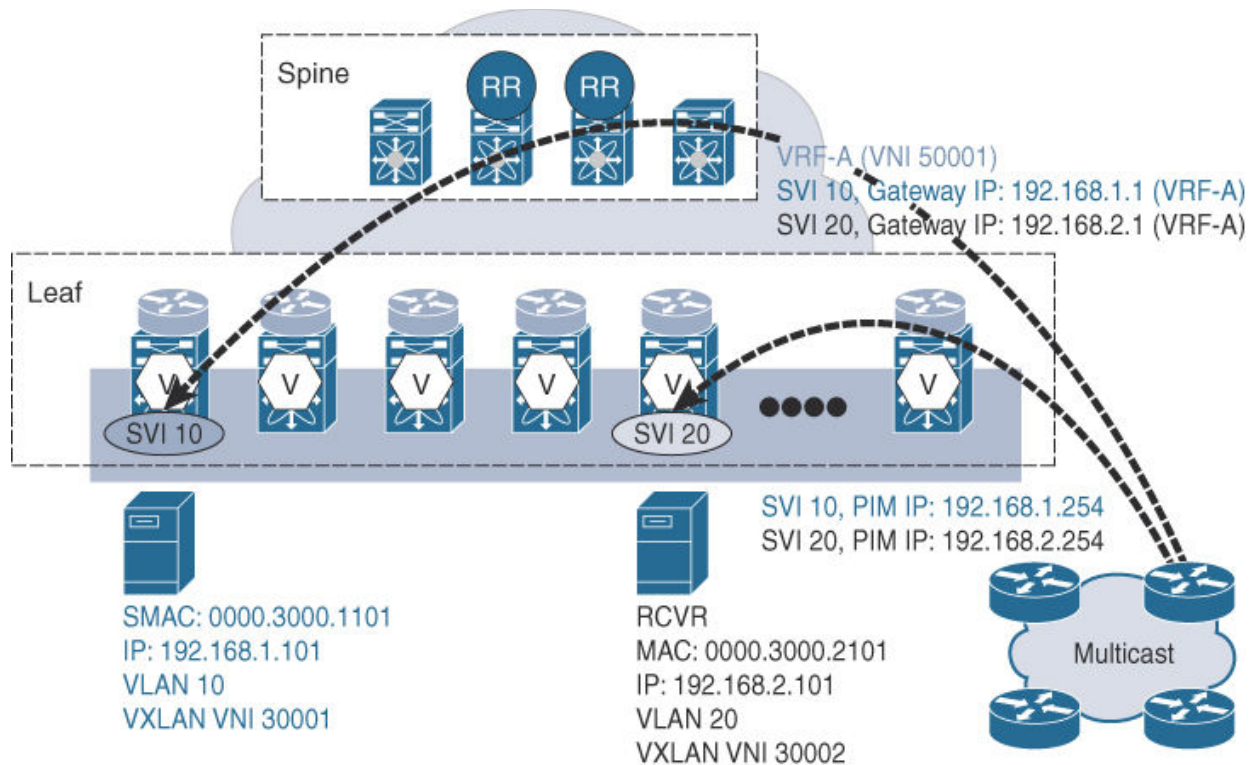 Spine
RR
RR
VRF-A (VNI 50001)
SVI 10, Gateway IP: 192.168.1.1 (VRF-A)
SVI 20, Gateway IP: 192.168.2.1 (VRF-A)
Leaf
V
V
V
V
V
V
SVI 10
SVI 20
SVI 10, PIM IP: 192.168.1.254
SVI 20, PIM IP: 192.168.2.254
SMAC: 0000.3000.1101
IP: 192.168.1.101
VLAN 10
VXLAN VNI 30001
RCVR
MAC: 0000.3000.2101
IP: 192.168.2.101
VLAN 20
VXLAN VNI 30002
Multicast